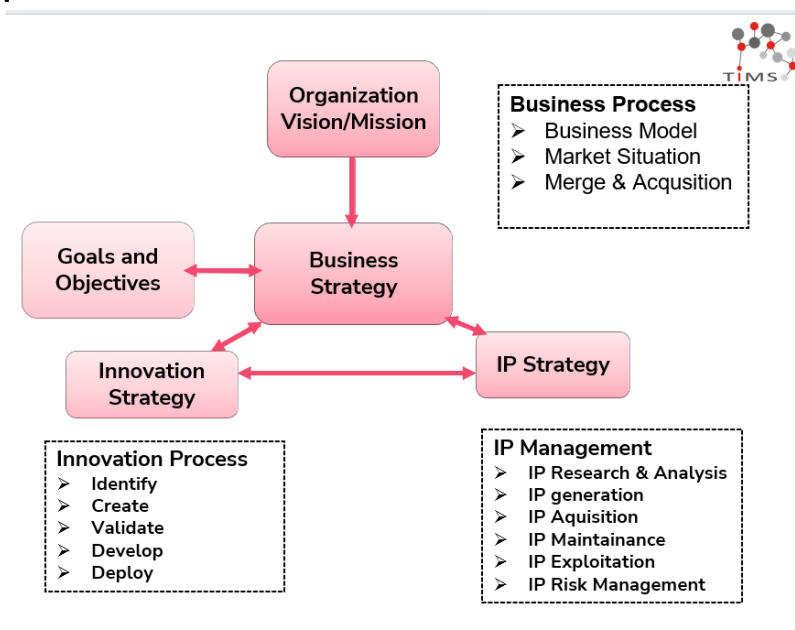 TiMS
Organization
Vision/Mission
Business Process
➢ Business Model
➢ Market Situation
➢ Merge & Acqusition
Goals and
Objectives
Business
Strategy
Innovation
Strategy
IP Strategy
Innovation Process
➢ Identify
➢ Create
➢ Validate
➢ Develop
➢ Deploy
IP Management
➢ IP Research & Analysis
➢ IP generation
➢ IP Aquisition
➢ IP Maintainance
➢ IP Exploitation
➢ IP Risk Management